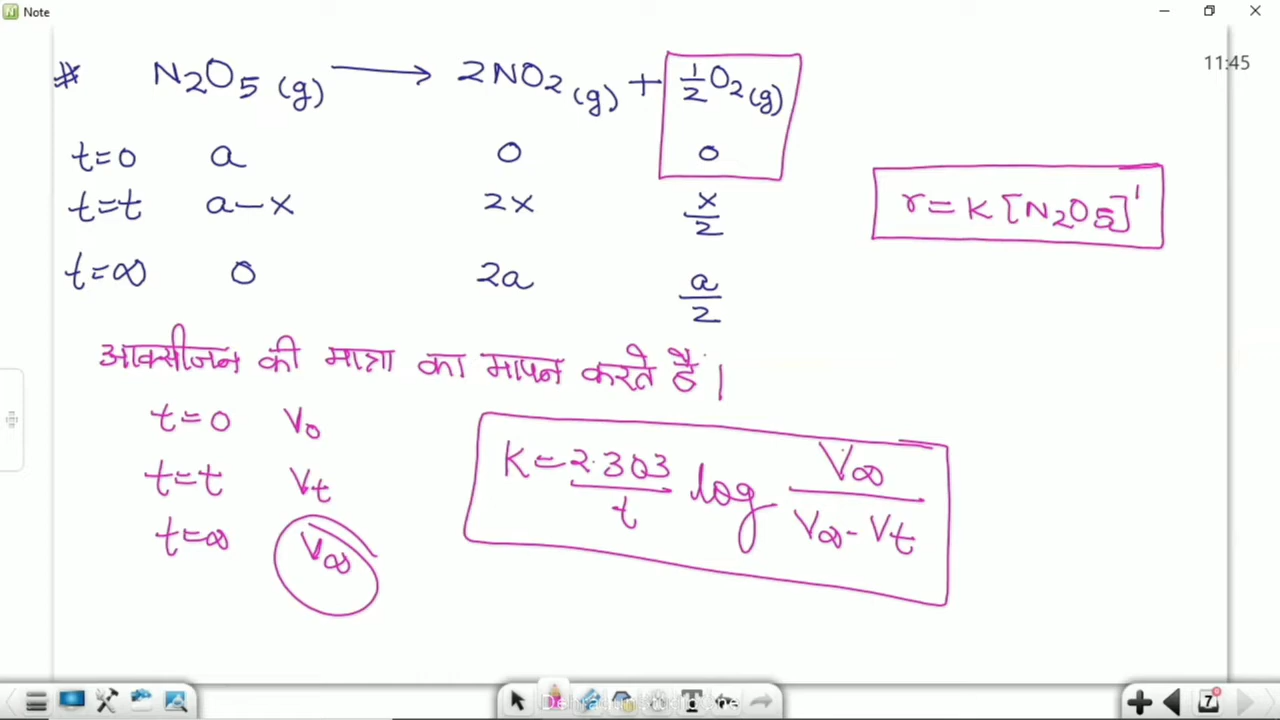 Note
11:45
# N2O5 (g) ⟶ 2NO2 (g) + 1/2 O2 (g)
t=0 a 0 0
t=t a-x 2x x/2
r=K[N2O5]¹
t=∞ 0 2a a/2
आक्सीजन की मात्रा का मापन करते है।
t=0 V0
t=t Vt
t=∞ V∞
K=2.303/t log V∞/V∞-Vt
7